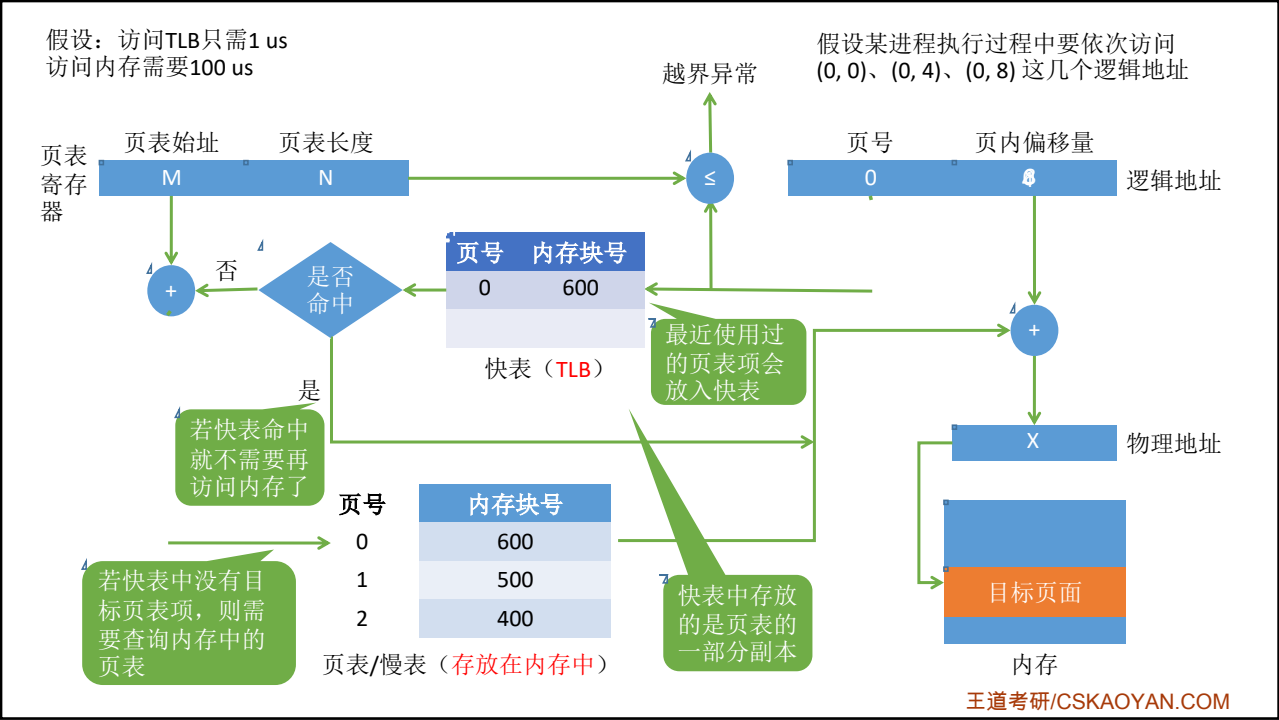 假设：访问TLB只需1 us
访问内存需要100 us
假设某进程执行过程中要依次访问
(0, 0)、(0, 4)、(0, 8) 这几个逻辑地址
越界异常
页表始址
页表长度
页号
页内偏移量
页表
寄存
器
M
N
≤
0
逻辑地址
页号 内存块号
0 600
快表（TLB）
是否
命中
否
+
是
+
最近使用过
的页表项会
放入快表
若快表命中
就不需要再
访问内存了
X
物理地址
页号 内存块号
0 600
1 500
2 400
页表/慢表（存放在内存中）
若快表中没有目
标页表项，则需
要查询内存中的
页表
快表中存放
的是页表的
一部分副本
目标页面
内存
王道考研/CSKAOYAN.COM